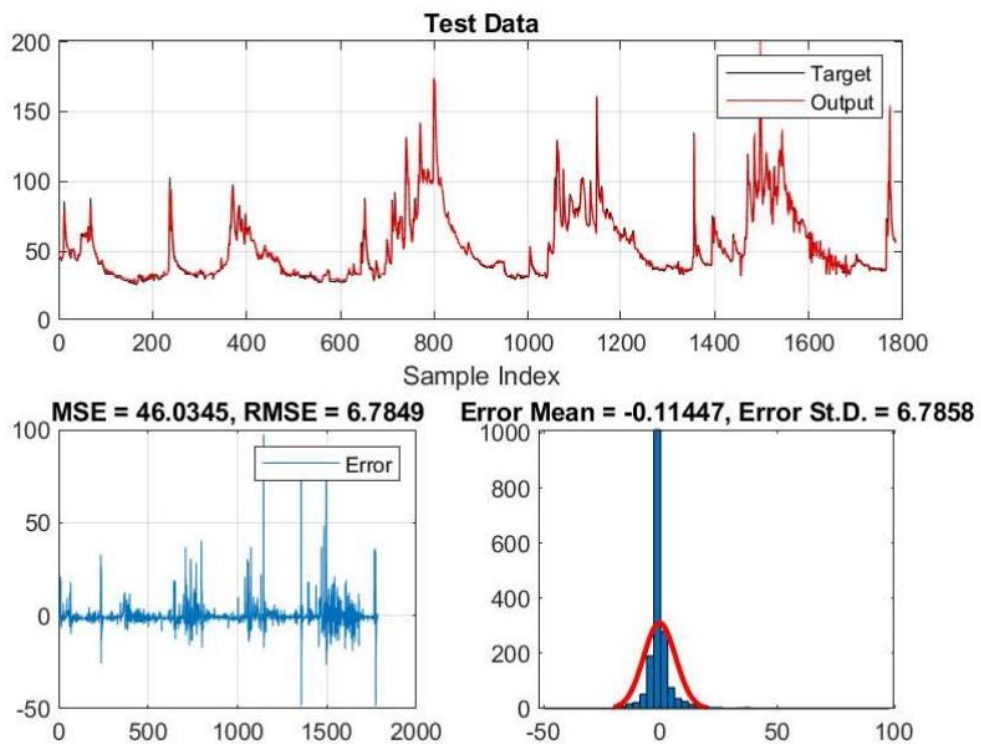 Test Data
200
150
100
50
0
Target
Output
0 200 400 600 800 1000 1200 1400 1600 1800
Sample Index
MSE = 46.0345, RMSE = 6.7849
100
50
0
-50
Error
0 500 1000 1500 2000
Error Mean = -0.11447, Error St.D. = 6.7858
1000
800
600
400
200
0
-50 0 50 100